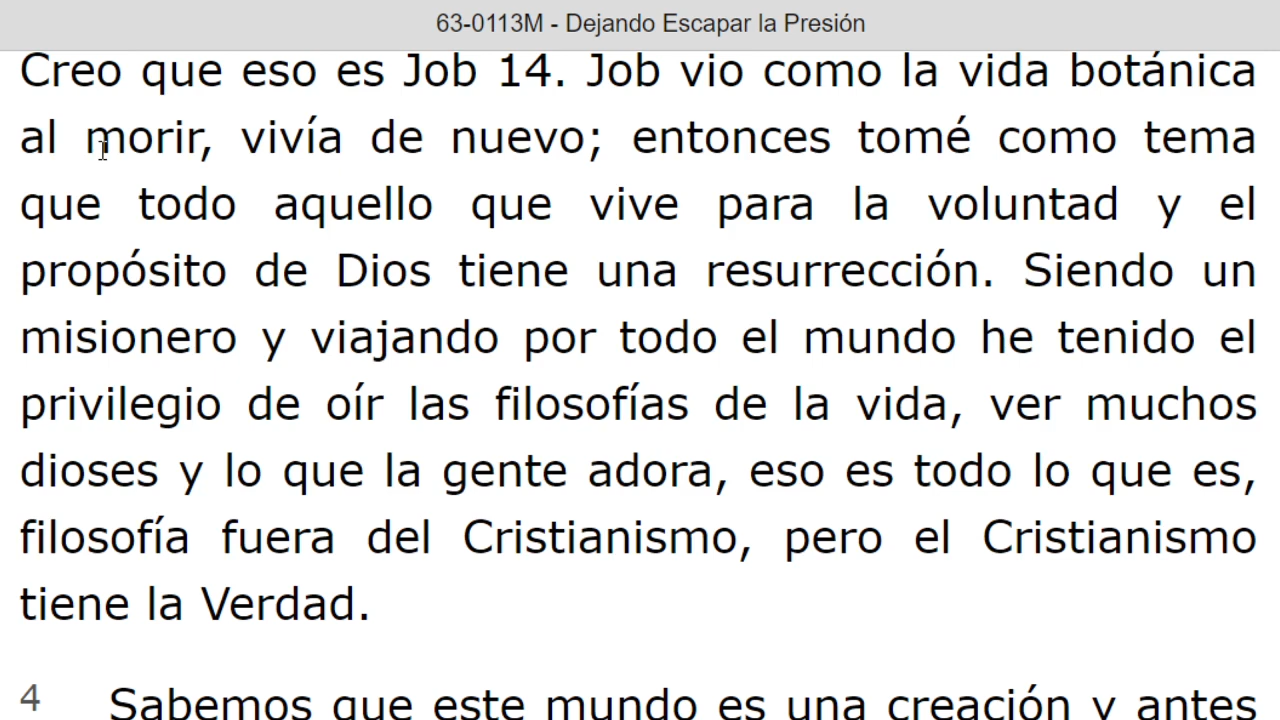 63-0113M - Dejando Escapar la Presión
Creo que eso es Job 14. Job vio como la vida botánica
al morir, vivía de nuevo; entonces tomé como tema
que todo aquello que vive para la voluntad y el
propósito de Dios tiene una resurrección. Siendo un
misionero y viajando por todo el mundo he tenido el
privilegio de oír las filosofías de la vida, ver muchos
dioses y lo que la gente adora, eso es todo lo que es,
filosofía fuera del Cristianismo, pero el Cristianismo
tiene la Verdad.
4 Sabemos que este mundo es una creación y antes